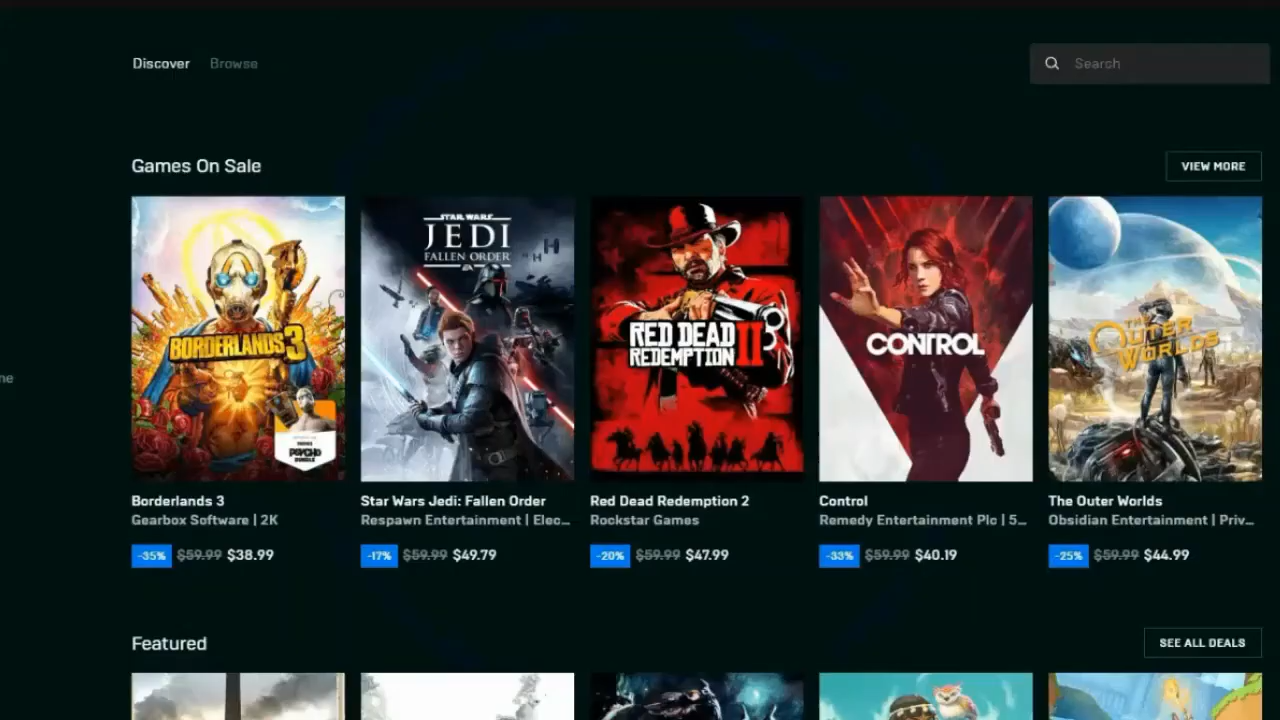 Discover Browse
Search
Games On Sale
VIEW MORE
BORDERLANDS 3
PSYCHO
BUNDLE
STAR WARS
JEDI
FALLEN ORDER
EA
RED DEAD
REDEMPTION II
CONTROL
THE
OUTER
WORLDS
ne
Borderlands 3
Gearbox Software | 2K
-35% $59.99 $38.99
Star Wars Jedi: Fallen Order
Respawn Entertainment | Elec...
-17% $59.99 $49.79
Red Dead Redemption 2
Rockstar Games
-20% $59.99 $47.99
Control
Remedy Entertainment Plc | 5...
-33% $59.99 $40.19
The Outer Worlds
Obsidian Entertainment | Priv...
-25% $59.99 $44.99
Featured
SEE ALL DEALS